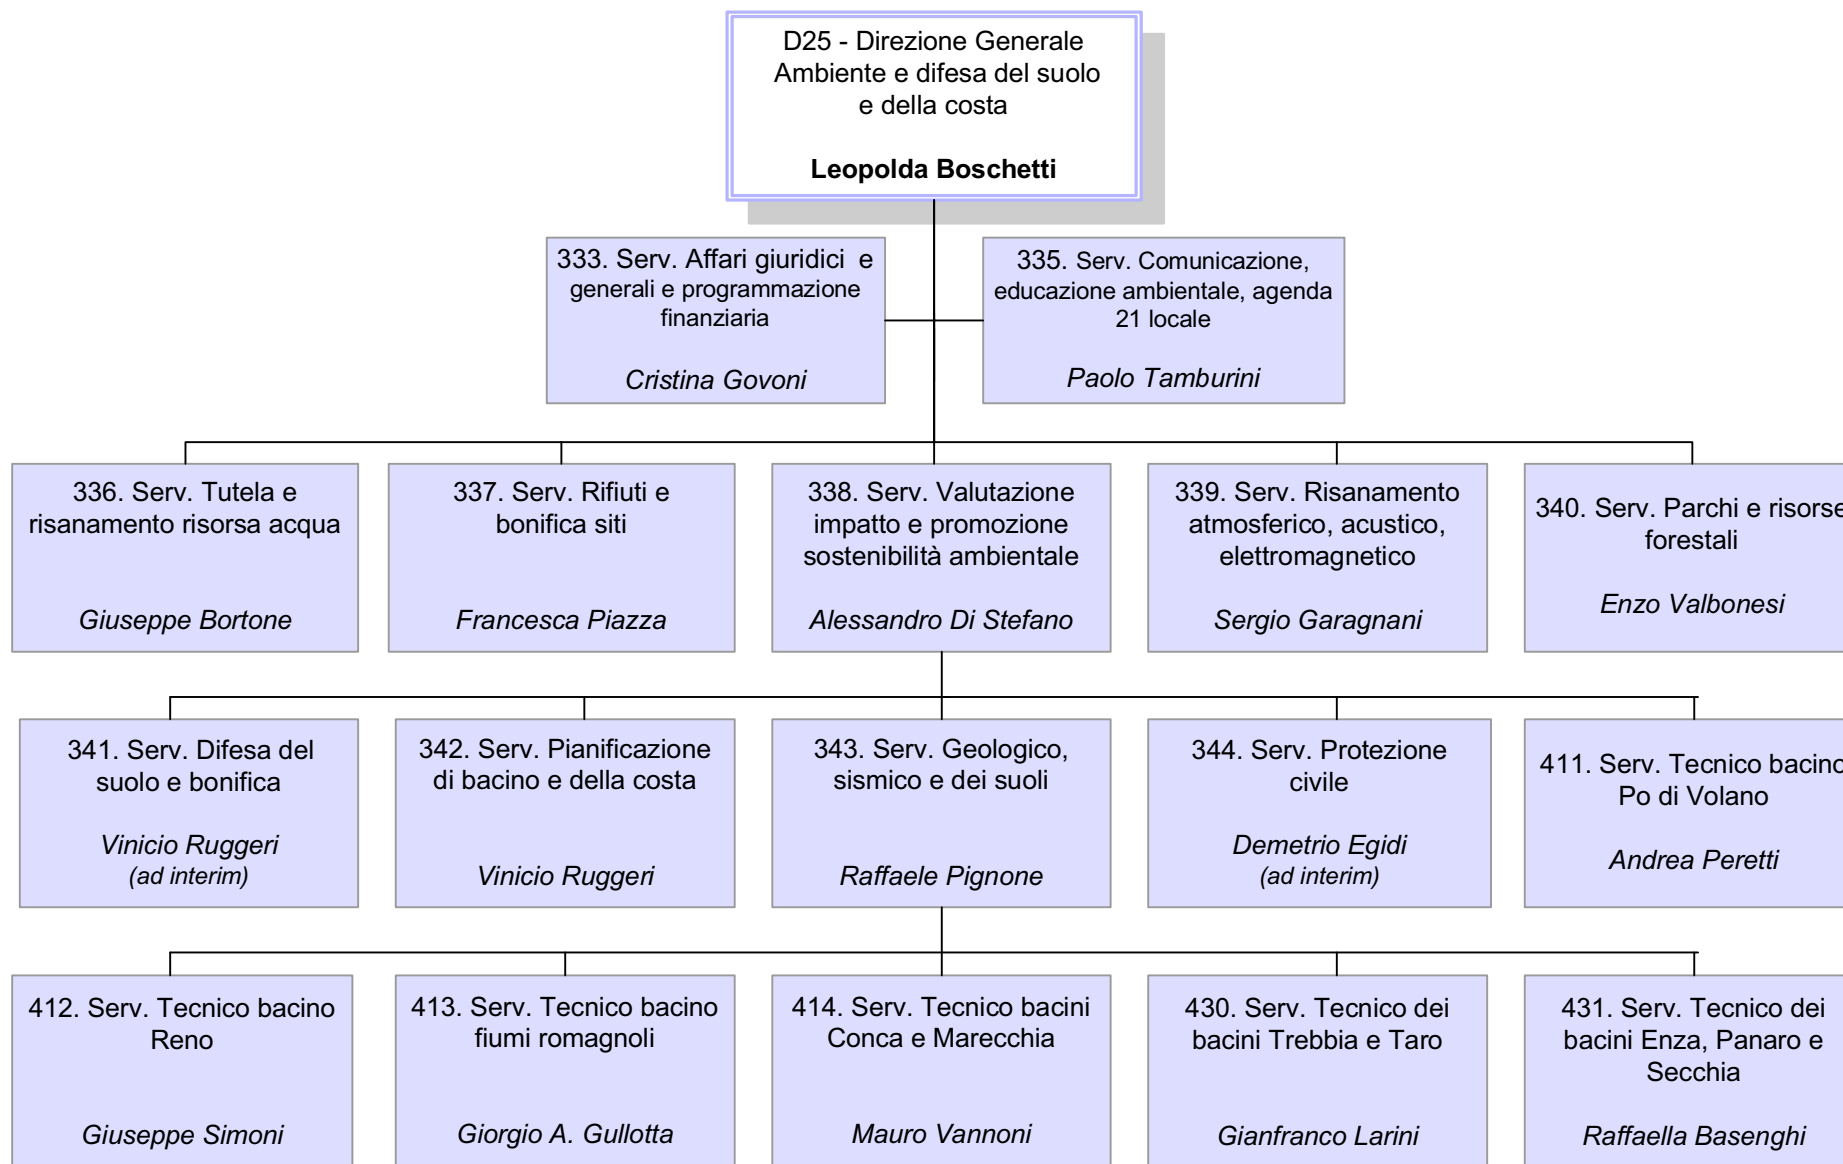 D25 - Direzione Generale
Ambiente e difesa del suolo
e della costa
Leopolda Boschetti
333. Serv. Affari giuridici e
generali e programmazione
finanziaria
Cristina Govoni
335. Serv. Comunicazione,
educazione ambientale, agenda
21 locale
Paolo Tamburini
336. Serv. Tutela e
risanamento risorsa acqua
Giuseppe Bortone
337. Serv. Rifiuti e
bonifica siti
Francesca Piazza
338. Serv. Valutazione
impatto e promozione
sostenibilità ambientale
Alessandro Di Stefano
339. Serv. Risanamento
atmosferico, acustico,
elettromagnetico
Sergio Garagnani
340. Serv. Parchi e risorse
forestali
Enzo Valbonesi
341. Serv. Difesa del
suolo e bonifica
Vinicio Ruggeri
(ad interim)
342. Serv. Pianificazione
di bacino e della costa
Vinicio Ruggeri
343. Serv. Geologico,
sismico e dei suoli
Raffaele Pignone
344. Serv. Protezione
civile
Demetrio Egidi
(ad interim)
411. Serv. Tecnico bacino
Po di Volano
Andrea Peretti
412. Serv. Tecnico bacino
Reno
Giuseppe Simoni
413. Serv. Tecnico bacino
fiumi romagnoli
Giorgio A. Gullotta
414. Serv. Tecnico bacini
Conca e Marecchia
Mauro Vannoni
430. Serv. Tecnico dei
bacini Trebbia e Taro
Gianfranco Larini
431. Serv. Tecnico dei
bacini Enza, Panaro e
Secchia
Raffaella Basenghi